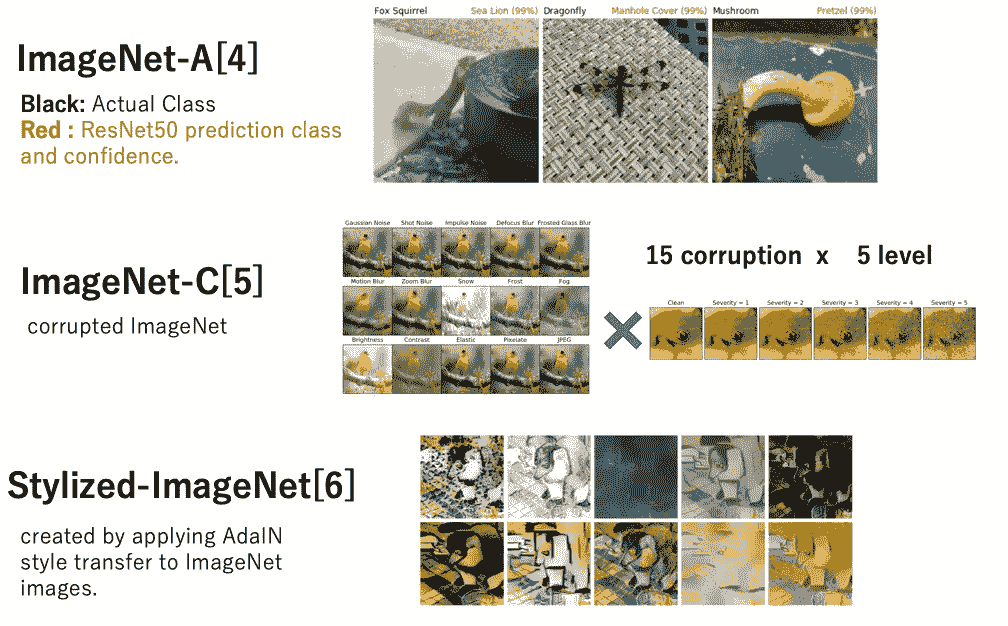 Fox Squirrel Sea Lion (99%) Dragonfly Manhole Cover (99%) Mushroom Pretzel (99%)
ImageNet-A[4]
Black: Actual Class
Red : ResNet50 prediction class
and confidence.
Gaussian Noise Shot Noise Impulse Noise Defocus Blur Frosted Glass Blur
15 corruption x 5 level
ImageNet-C[5]
corrupted ImageNet
Motion Blur Zoom Blur Snow Frost Fog
Clean Severity = 1 Severity = 2 Severity = 3 Severity = 4 Severity = 5
Brightness Contrast Elastic Pixelate JPEG
Stylized-ImageNet[6]
created by applying AdaIN
style transfer to ImageNet
images.